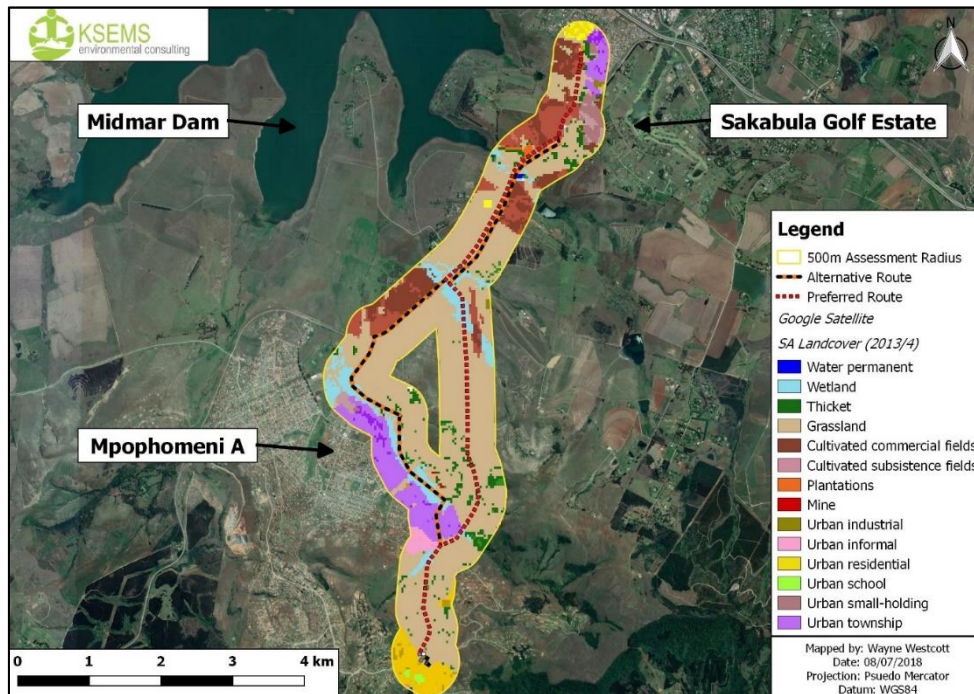 KSEMS
environmental consulting
N
Midmar Dam
Sakabula Golf Estate
Mpophomeni A
Legend
500m Assessment Radius
Alternative Route
Preferred Route
Google Satellite
SA Landcover (2013/4)
Water permanent
Wetland
Thicket
Grassland
Cultivated commercial fields
Cultivated subsistence fields
Plantations
Mine
Urban industrial
Urban informal
Urban residential
Urban school
Urban small-holding
Urban township
0 1 2 3 4 km
Mapped by: Wayne Westcott
Date: 08/07/2018
Projection: Psuedo Mercator
Datum: WGS84